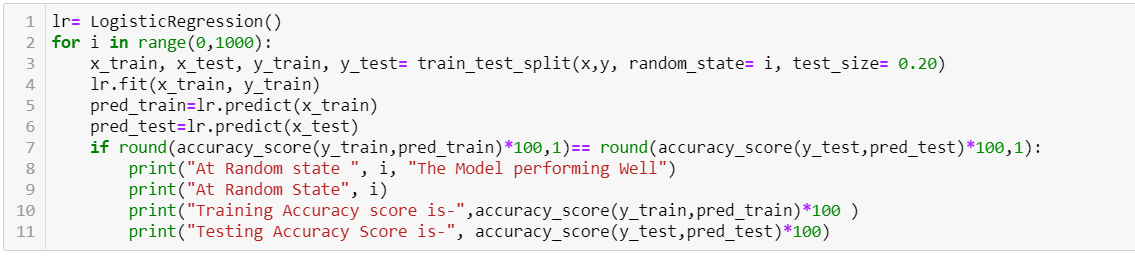 1 lr= LogisticRegression()
2 for i in range(0,1000):
3     x_train, x_test, y_train, y_test= train_test_split(x,y, random_state= i, test_size= 0.20)
4     lr.fit(x_train, y_train)
5     pred_train=lr.predict(x_train)
6     pred_test=lr.predict(x_test)
7     if round(accuracy_score(y_train,pred_train)*100,1)== round(accuracy_score(y_test,pred_test)*100,1):
8         print("At Random state ", i, "The Model performing Well")
9         print("At Random State", i)
10         print("Training Accuracy score is-",accuracy_score(y_train,pred_train)*100 )
11         print("Testing Accuracy Score is-", accuracy_score(y_test,pred_test)*100)